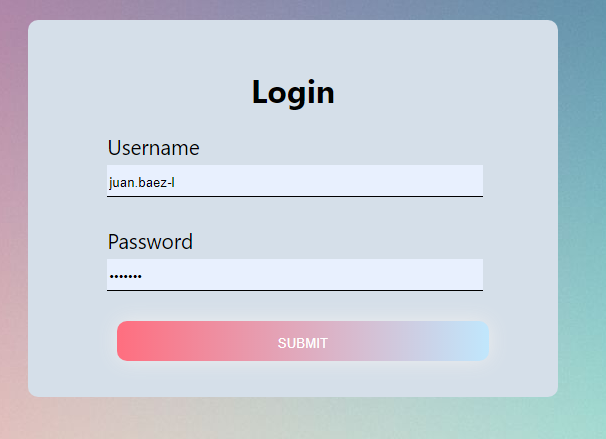 Login
Username
juan.baez-l
Password
•••••••
SUBMIT